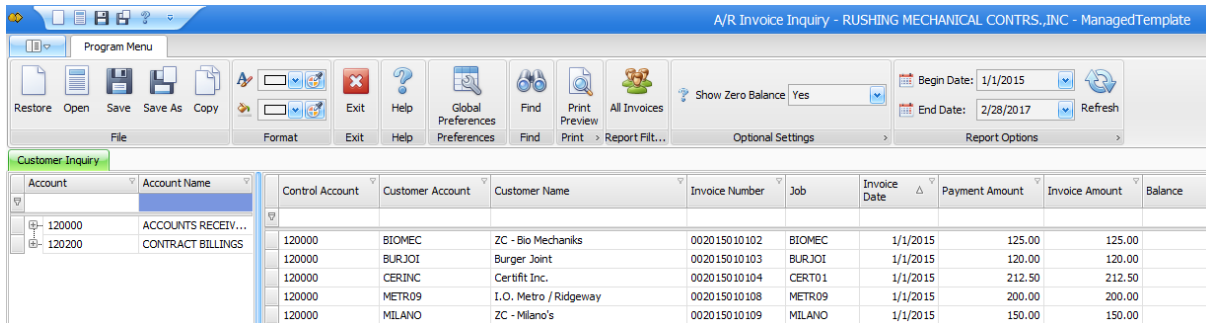 A/R Invoice Inquiry - RUSHING MECHANICAL CONTRS.,INC - ManagedTemplate
Program Menu
Restore Open Save Save As Copy Exit Help Global Preferences Find Print Preview All Invoices Show Zero Balance Yes Begin Date: 1/1/2015 End Date: 2/28/2017 Refresh
File Format Exit Help Preferences Find Print > Report Filt... Optional Settings > Report Options >
Customer Inquiry
Account Account Name Control Account Customer Account Customer Name Invoice Number Job Invoice Date Payment Amount Invoice Amount Balance
120000 ACCOUNTS RECEIV...
120200 CONTRACT BILLINGS
120000 BIOMEC ZC - Bio Mechaniks 002015010102 BIOMEC 1/1/2015 125.00 125.00
120000 BURJOI Burger Joint 002015010103 BURJOI 1/1/2015 120.00 120.00
120000 CERINC Certifit Inc. 002015010104 CERT01 1/1/2015 212.50 212.50
120000 METR09 I.O. Metro / Ridgeway 002015010108 METR09 1/1/2015 200.00 200.00
120000 MILANO ZC - Milano's 002015010109 MILANO 1/1/2015 150.00 150.00